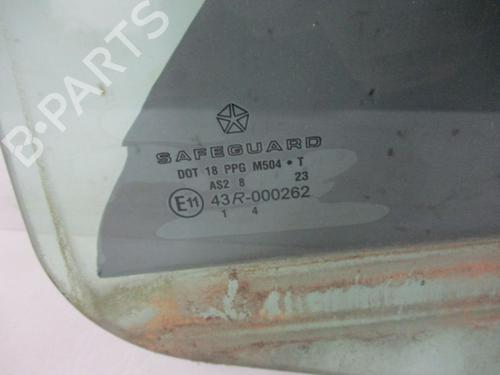 B-PARTS
SAFEGUARD
DOT 18 PPG M504 • T
AS2 8 23
E11 43R-000262
1 4